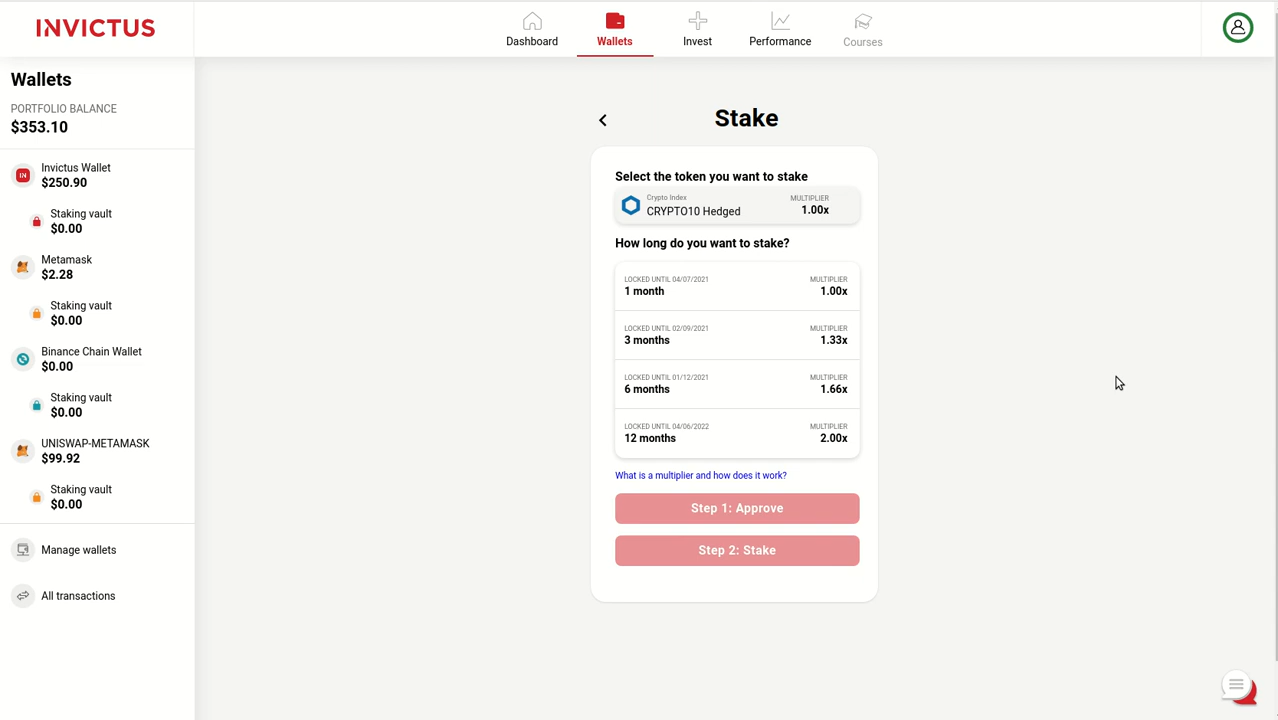 INVICTUS
Dashboard
Wallets
Invest
Performance
Courses
Wallets
PORTFOLIO BALANCE
$353.10
IN
Invictus Wallet
$250.90
Staking vault
$0.00
Metamask
$2.28
Staking vault
$0.00
Binance Chain Wallet
$0.00
Staking vault
$0.00
UNISWAP-METAMASK
$99.92
Staking vault
$0.00
Manage wallets
All transactions
Stake
Select the token you want to stake
Crypto Index MULTIPLIER
CRYPTO10 Hedged 1.00x
How long do you want to stake?
LOCKED UNTIL 04/07/2021 MULTIPLIER
1 month 1.00x
LOCKED UNTIL 02/09/2021 MULTIPLIER
3 months 1.33x
LOCKED UNTIL 01/12/2021 MULTIPLIER
6 months 1.66x
LOCKED UNTIL 04/06/2022 MULTIPLIER
12 months 2.00x
What is a multiplier and how does it work?
Step 1: Approve
Step 2: Stake